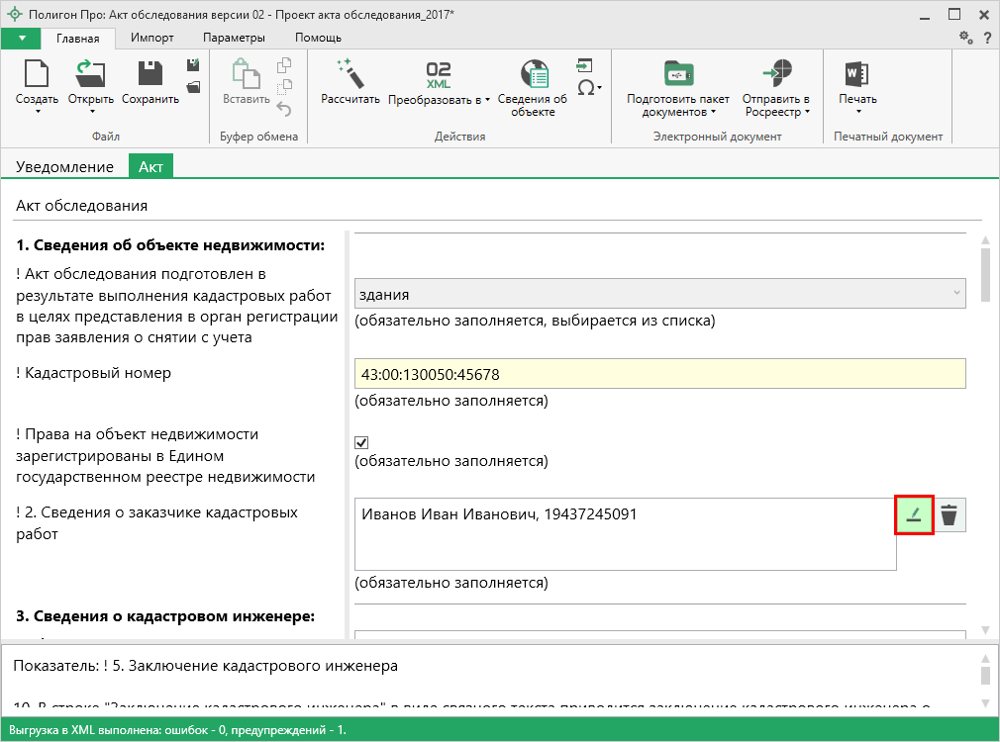 Полигон Про: Акт обследования версии 02 - Проект акта обследования_2017*
Главная Импорт Параметры Помощь
?
Создать Открыть Сохранить
Файл
Вставить
Буфер обмена
Рассчитать
02
XML
Преобразовать в
Сведения об
объекте
Ω
Действия
Подготовить пакет
документов
Отправить в
Росреестр
Электронный документ
Печать
Печатный документ
Уведомление Акт
Акт обследования
1. Сведения об объекте недвижимости:
! Акт обследования подготовлен в
результате выполнения кадастровых работ
в целях представления в орган регистрации
прав заявления о снятии с учета
здания
(обязательно заполняется, выбирается из списка)
! Кадастровый номер
43:00:130050:45678
(обязательно заполняется)
! Права на объект недвижимости
зарегистрированы в Едином
государственном реестре недвижимости
(обязательно заполняется)
! 2. Сведения о заказчике кадастровых
работ
Иванов Иван Иванович, 19437245091
(обязательно заполняется)
3. Сведения о кадастровом инженере:
Показатель: ! 5. Заключение кадастрового инженера
10. В строке "Заключение кадастрового инженера" в виде связного текста приводится заключение кадастрового инженера о
Выгрузка в XML выполнена: ошибок - 0, предупреждений - 1.